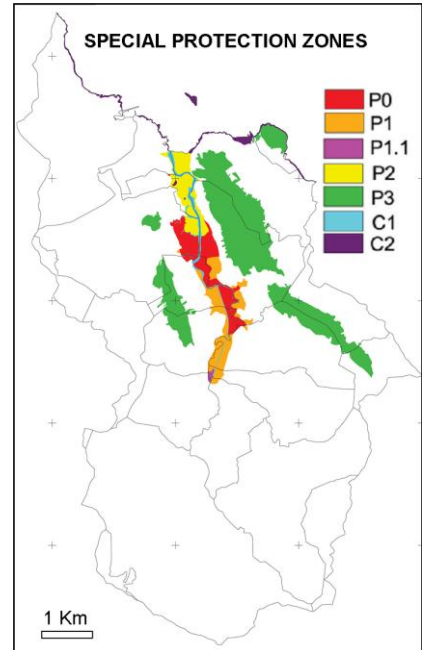 SPECIAL PROTECTION ZONES
P0
P1
P1.1
P2
P3
C1
C2
1 Km